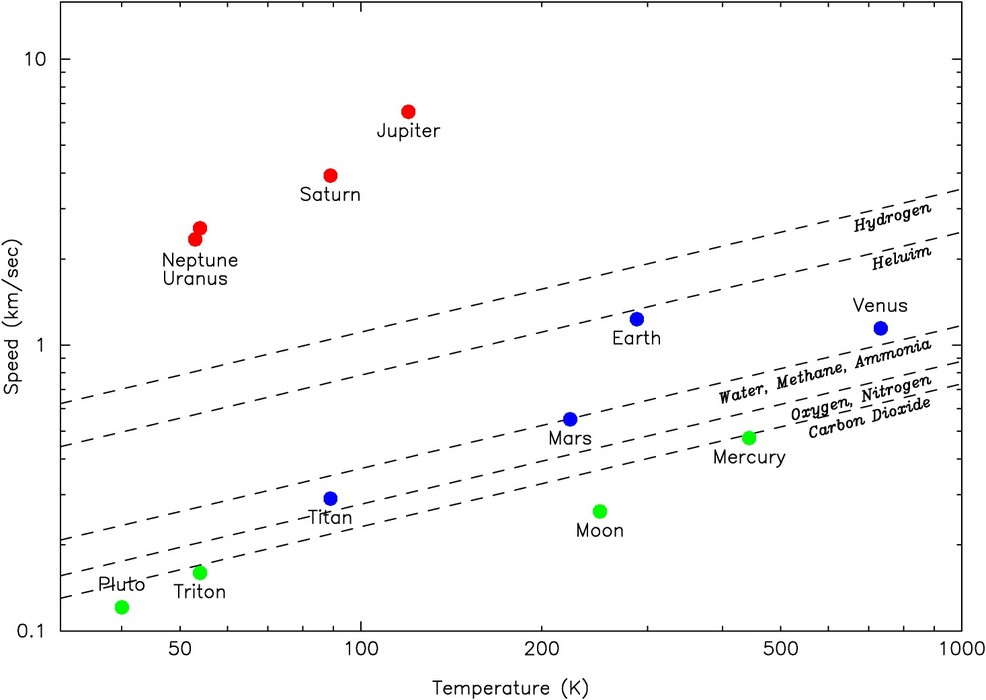 10
Jupiter
Saturn
Hydrogen
Heluim
Neptune
Uranus
Venus
Earth
1
Water, Methane, Ammonia
Oxygen, Nitrogen
Carbon Dioxide
Mars
Mercury
Titan
Moon
Pluto
Triton
0.1
50 100 200 500 1000
Speed (km/sec)
Temperature (K)